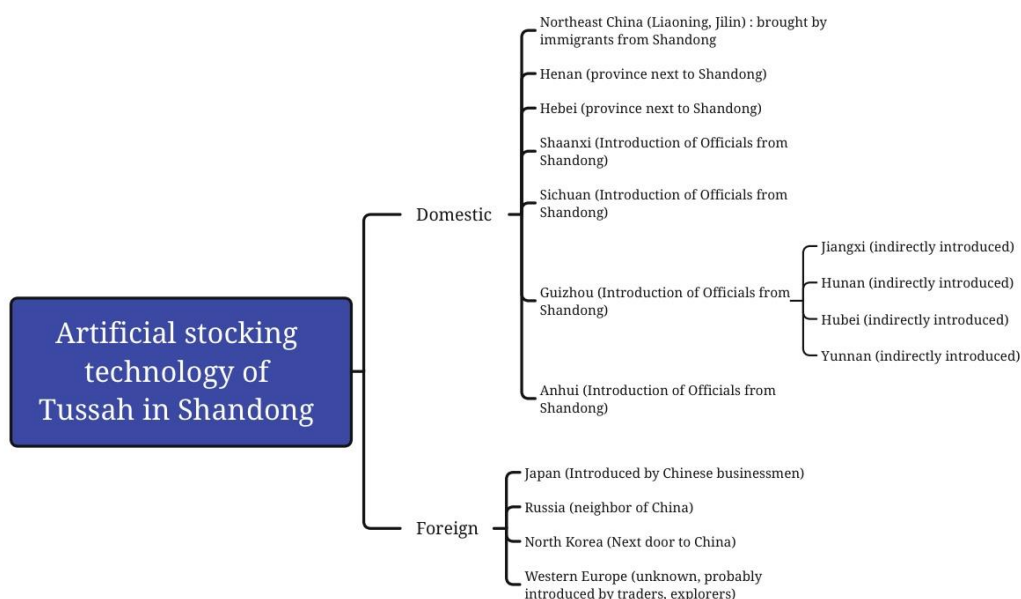 Artificial stocking
technology of
Tussah in Shandong
Domestic
Northeast China (Liaoning, Jilin) : brought by
immigrants from Shandong
Henan (province next to Shandong)
Hebei (province next to Shandong)
Shaanxi (Introduction of Officials from
Shandong)
Sichuan (Introduction of Officials from
Shandong)
Guizhou (Introduction of Officials from
Shandong)
Jiangxi (indirectly introduced)
Hunan (indirectly introduced)
Hubei (indirectly introduced)
Yunnan (indirectly introduced)
Anhui (Introduction of Officials from
Shandong)
Foreign
Japan (Introduced by Chinese businessmen)
Russia (neighbor of China)
North Korea (Next door to China)
Western Europe (unknown, probably
introduced by traders, explorers)